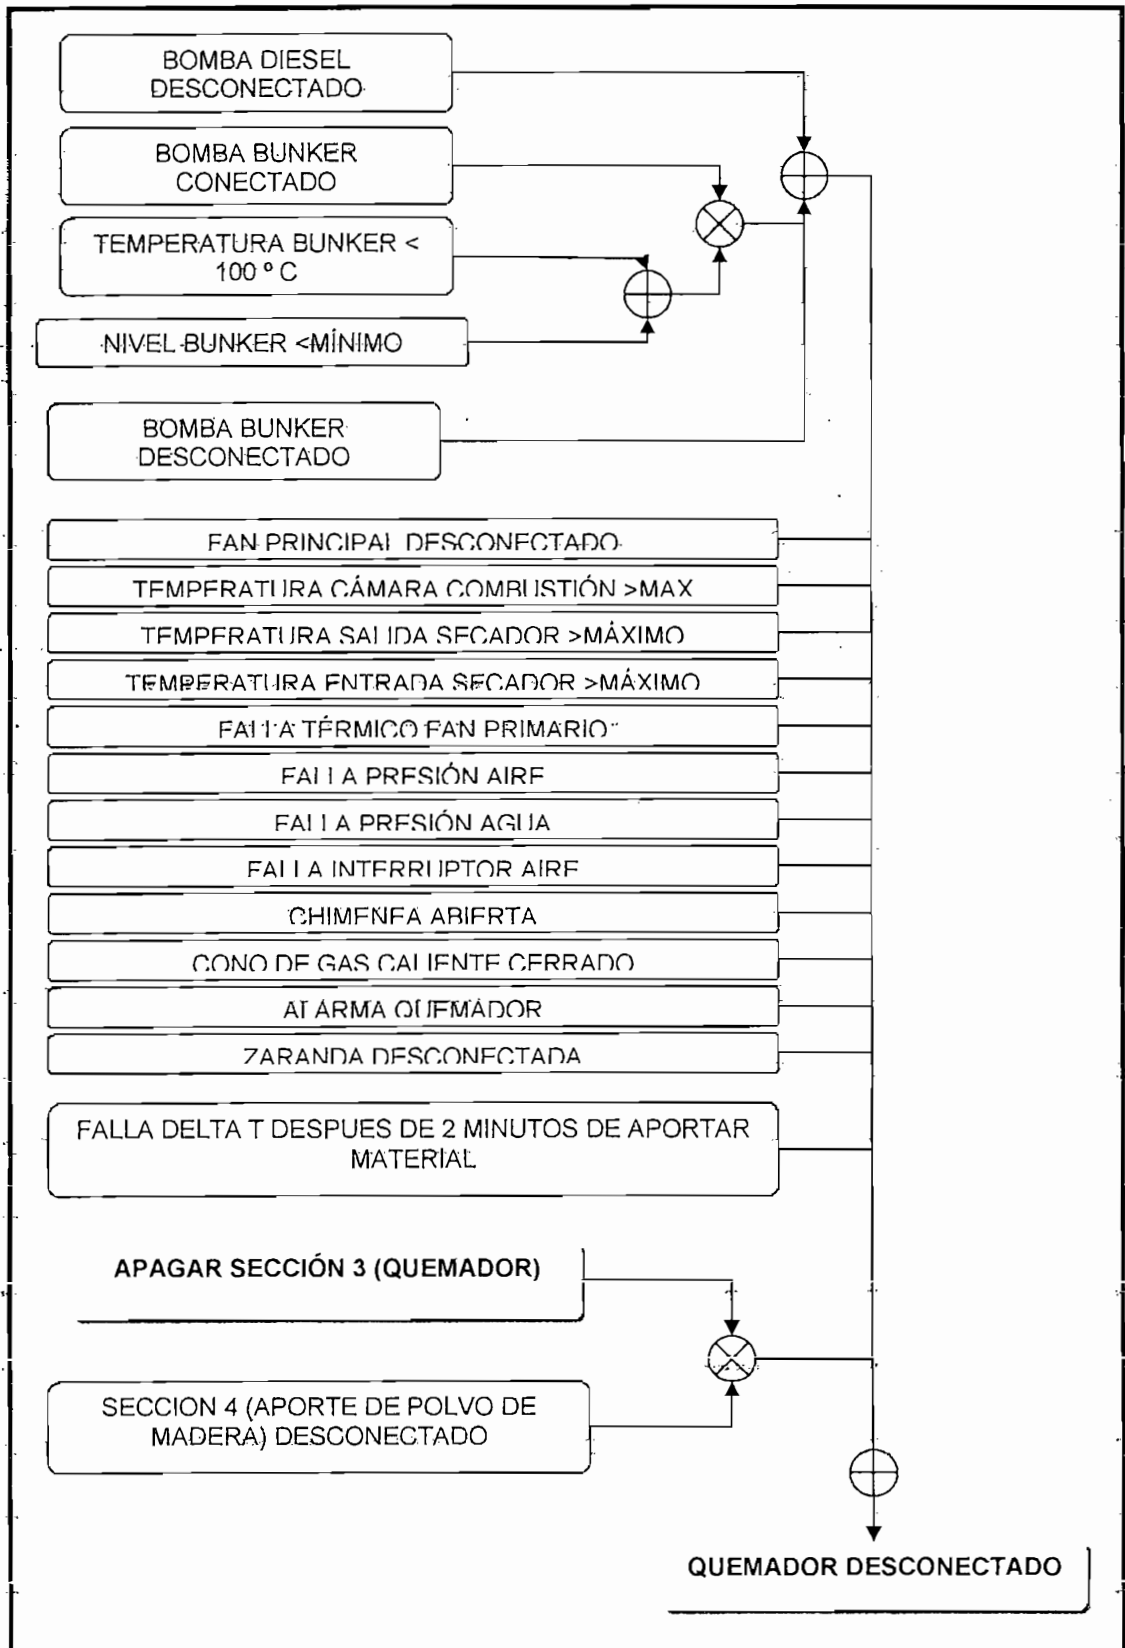 BOMBA DIESEL
DESCONECTADO
BOMBA BUNKER
CONECTADO
TEMPERATURA BUNKER <
100 º C
NIVEL BUNKER <MÍNIMO
BOMBA BUNKER
DESCONECTADO
FAN PRINCIPAL DESCONECTADO
TEMPERATURA CÁMARA COMBUSTIÓN >MAX
TEMPERATURA SALIDA SECADOR >MÁXIMO
TEMPERATURA ENTRADA SECADOR >MÁXIMO
FALLA TÉRMICO FAN PRIMARIO
FALLA PRESIÓN AIRE
FALLA PRESIÓN AGUA
FALLA INTERRUPTOR AIRE
CHIMENEA ABIERTA
CONO DE GAS CALIENTE CERRADO
ALARMA QUEMADOR
ZARANDA DESCONECTADA
FALLA DELTA T DESPUES DE 2 MINUTOS DE APORTAR
MATERIAL
APAGAR SECCIÓN 3 (QUEMADOR)
SECCION 4 (APORTE DE POLVO DE
MADERA) DESCONECTADO
QUEMADOR DESCONECTADO